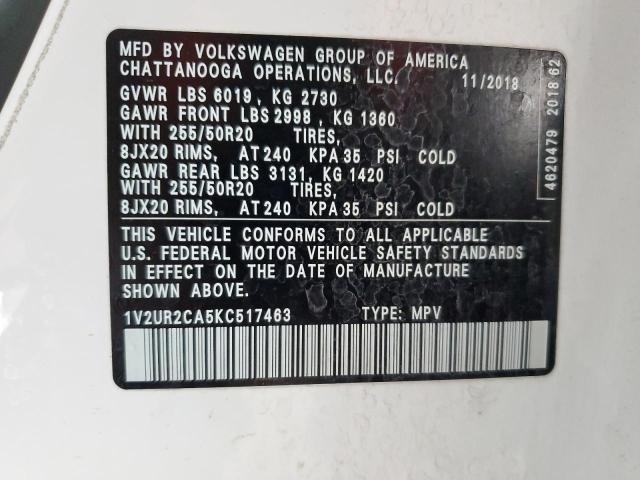 MFD BY VOLKSWAGEN GROUP OF AMERICA
CHATTANOOGA OPERATIONS, LLC. 11/2018
GVWR LBS 6019, KG 2730
GAWR FRONT LBS 2998, KG 1360
WITH 255/50R20 TIRES,
8JX20 RIMS, AT 240 KPA 35 PSI COLD
GAWR REAR LBS 3131, KG 1420
WITH 255/50R20 TIRES,
8JX20 RIMS, AT 240 KPA 35 PSI COLD
THIS VEHICLE CONFORMS TO ALL APPLICABLE
U.S. FEDERAL MOTOR VEHICLE SAFETY STANDARDS
IN EFFECT ON THE DATE OF MANUFACTURE
SHOWN ABOVE.
1V2UR2CA5KC517463 TYPE: MPV
4620479 2018 62